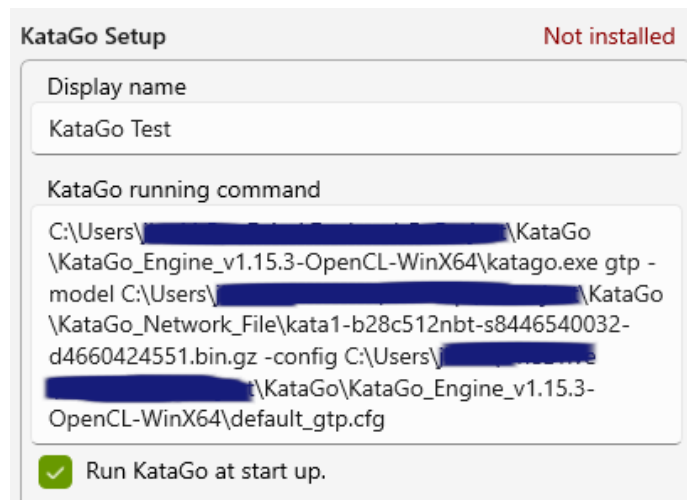 KataGo Setup Not installed
Display name
KataGo Test
KataGo running command
C:\Users\ \KataGo
\KataGo_Engine_v1.15.3-OpenCL-WinX64\katago.exe gtp -
model C:\Users\ \KataGo
\KataGo_Network_File\kata1-b28c512nbt-s8446540032-
d4660424551.bin.gz -config C:\Users\
t\KataGo\KataGo_Engine_v1.15.3-
OpenCL-WinX64\default_gtp.cfg
Run KataGo at start up.